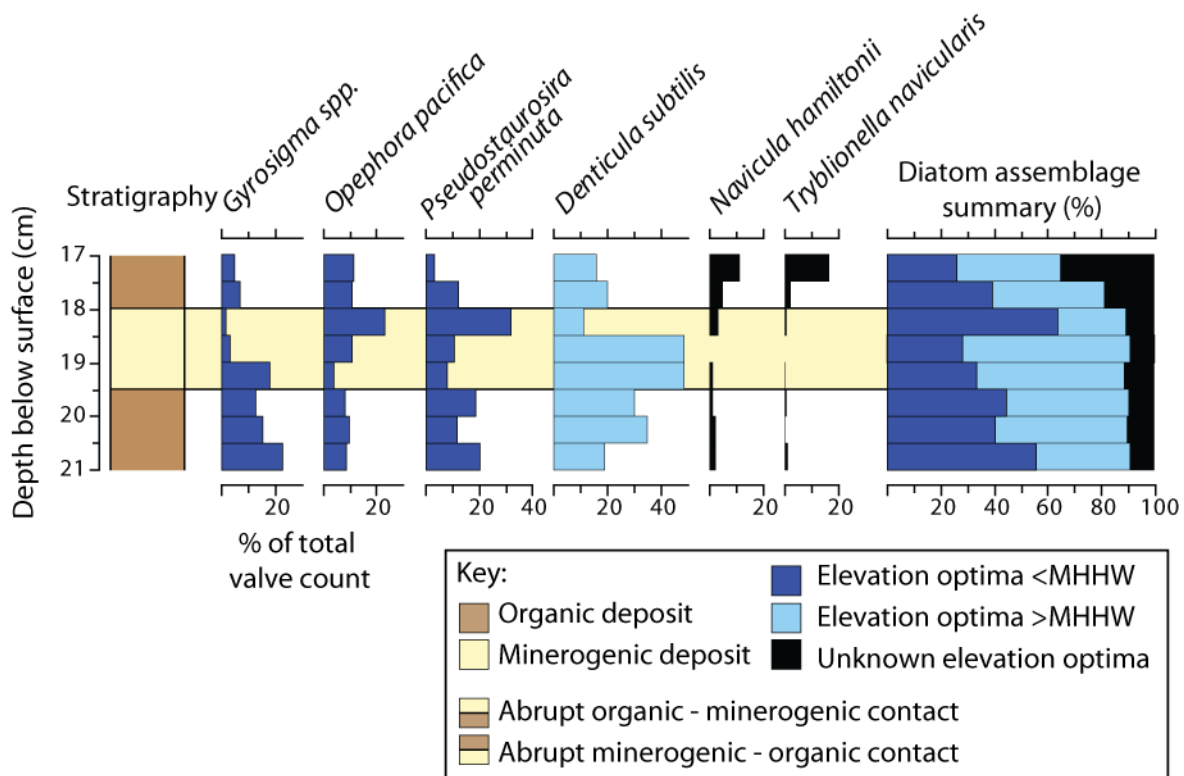 Stratigraphy
Gyrosigma spp.
Opephora pacifica
Pseudostaurosira
perminuta
Denticula subtilis
Navicula hamiltonii
Tryblionella navicularis
Diatom assemblage
summary (%)
Depth below surface (cm)
17
18
19
20
21
20
20
20 40
20 40
20
20
20 40 60 80 100
% of total
valve count
Key:
Organic deposit
Minerogenic deposit
Abrupt organic - minerogenic contact
Abrupt minerogenic - organic contact
Elevation optima <MHHW
Elevation optima >MHHW
Unknown elevation optima